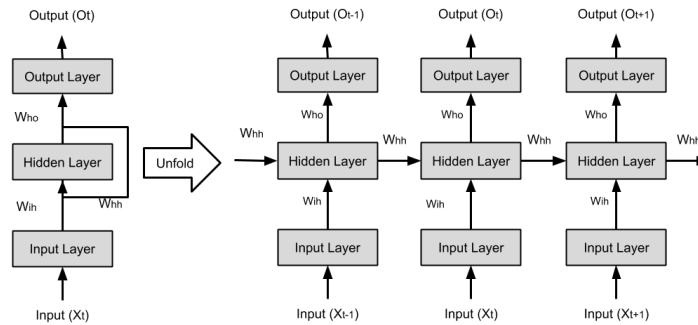 Output (Ot)
Output Layer
Who
Hidden Layer
Wih
Whh
Input Layer
Input (Xt)
Unfold
Output (Ot-1)
Output (Ot)
Output (Ot+1)
Output Layer
Output Layer
Output Layer
Who
Who
Who
Whh
Whh
Whh
Whh
Hidden Layer
Hidden Layer
Hidden Layer
Wih
Wih
Wih
Input Layer
Input Layer
Input Layer
Input (Xt-1)
Input (Xt)
Input (Xt+1)